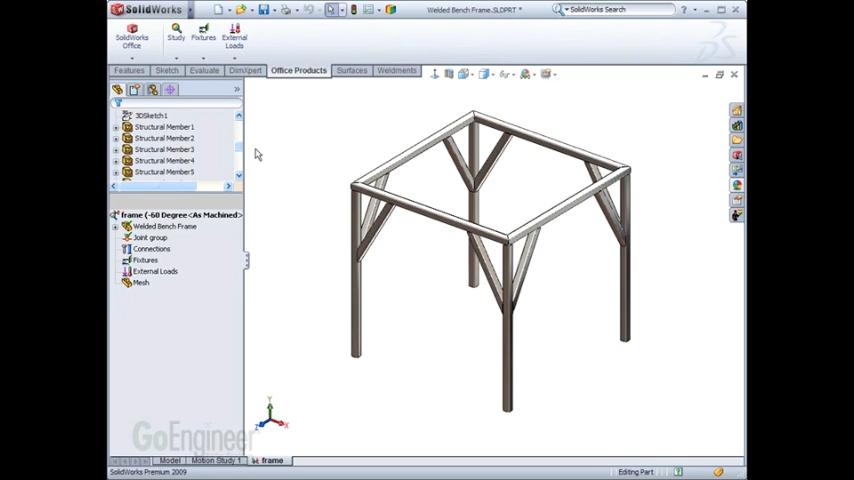 SolidWorks
Welded Bench Frame.SLDPRT *
SolidWorks Search
SolidWorks Office
Study
Fixtures
External Loads
Features
Sketch
Evaluate
DimXpert
Office Products
Surfaces
Weldments
3DSketch1
Structural Member1
Structural Member2
Structural Member3
Structural Member4
Structural Member5
frame (-60 Degree<As Machined>)
Welded Bench Frame
Joint group
Connections
Fixtures
External Loads
Mesh
Y
Z
X
GoEngineer
Model
Motion Study 1
frame
SolidWorks Premium 2009
Editing Part